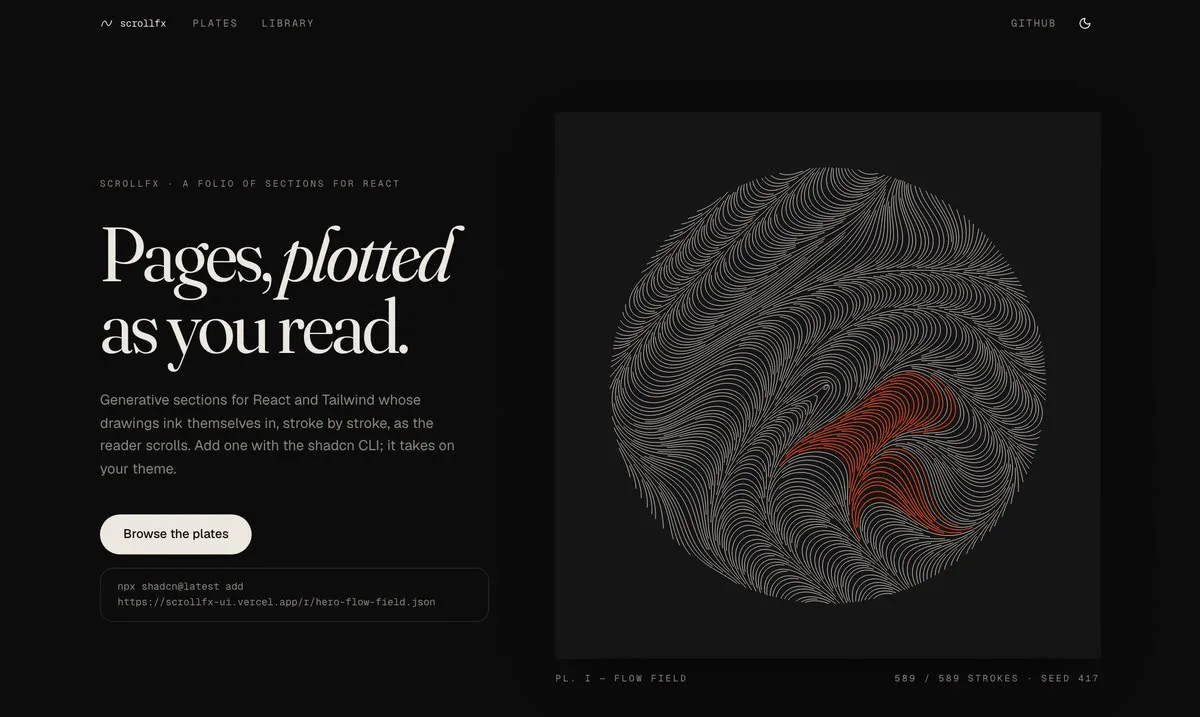 scrollfx PLATES LIBRARY GITHUB
SCROLLFX · A FOLIO OF SECTIONS FOR REACT
Pages, plotted
as you read.
Generative sections for React and Tailwind whose
drawings ink themselves in, stroke by stroke, as the
reader scrolls. Add one with the shadcn CLI; it takes on
your theme.
Browse the plates
npx shadcn@latest add
https://scrollfx-ui.vercel.app/r/hero-flow-field.json
PL. I — FLOW FIELD
589 / 589 STROKES · SEED 417